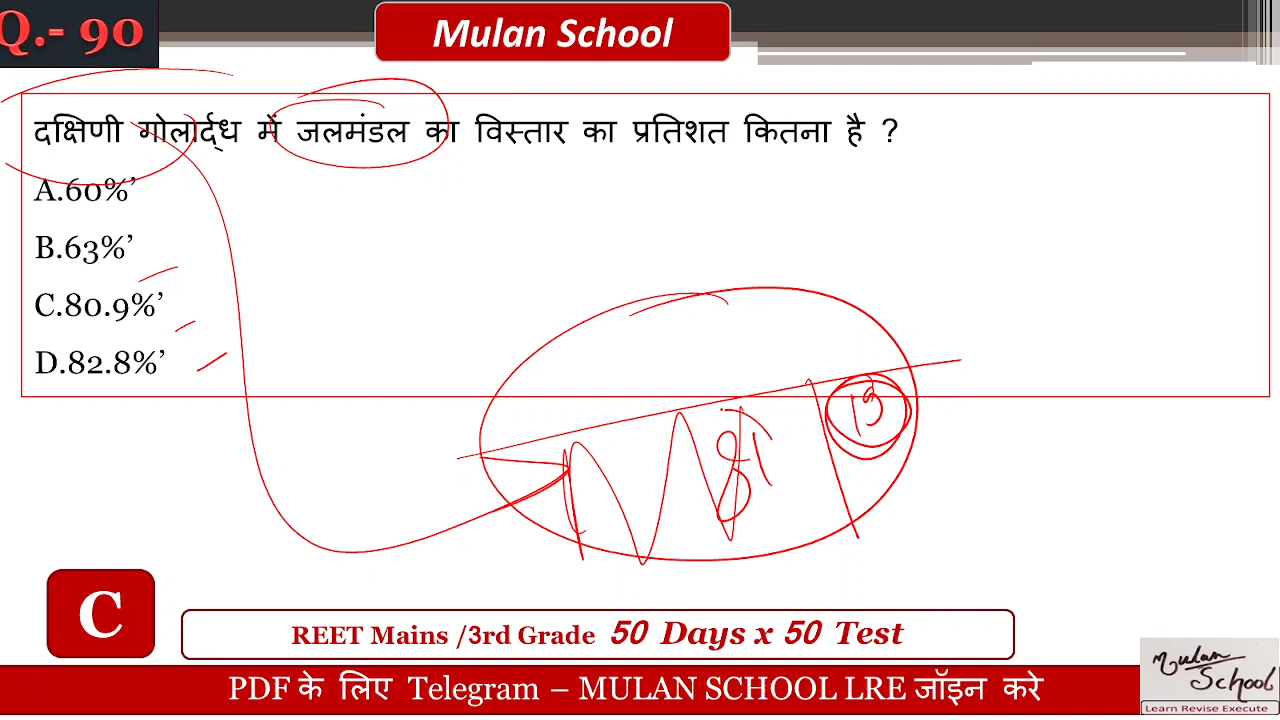 Q.- 90
Mulan School
दक्षिणी गोलार्द्ध में जलमंडल का विस्तार का प्रतिशत कितना है ?
A.60%’
B.63%’
C.80.9%’
D.82.8%’
C
REET Mains /3rd Grade 50 Days x 50 Test
PDF के लिए Telegram – MULAN SCHOOL LRE जॉइन करे
Mulan
School
Learn Revise Execute